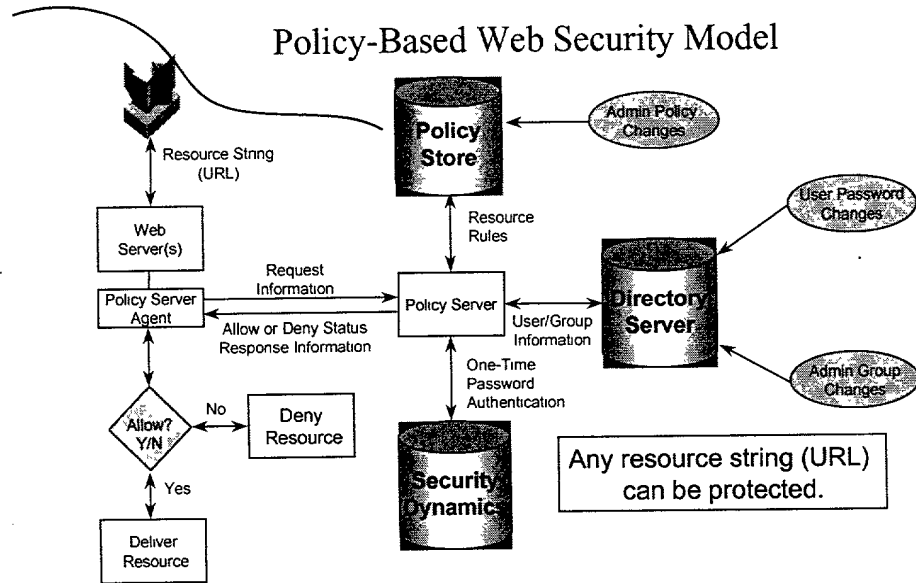 Policy-Based Web Security Model
Policy
Store
Admin Policy
Changes
Resource String
(URL)
User Password
Changes
Web
Server(s)
Resource
Rules
Request
Information
Policy Server
Agent
Policy Server
Directory
Server
Allow or Deny Status
Response Information
User/Group
Information
One-Time
Password
Authentication
Admin Group
Changes
Allow?
Y/N
No
Deny
Resource
Yes
Security
Dynamics
Any resource string (URL)
can be protected.
Deliver
Resource